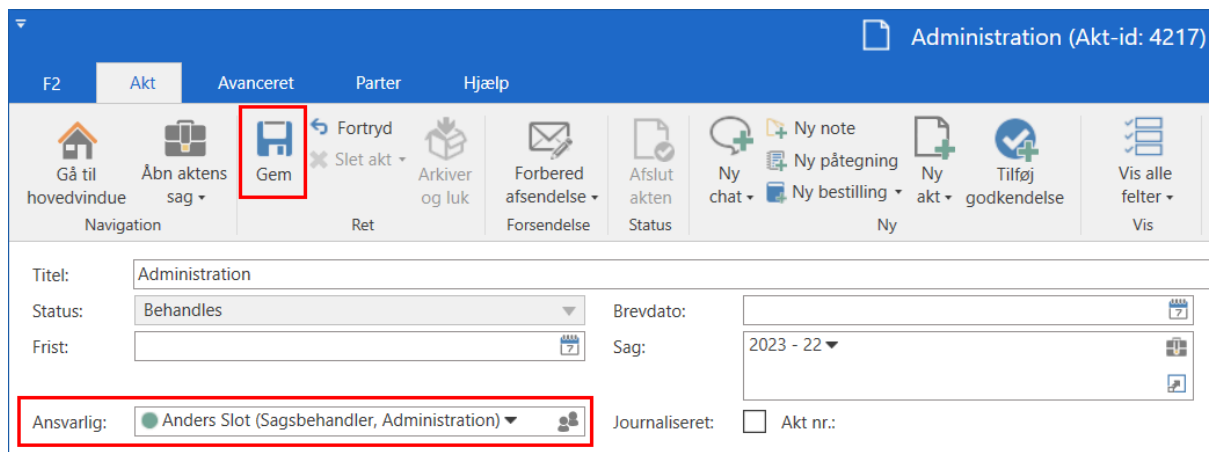 Administration (Akt-id: 4217)
F2 Akt Avanceret Parter Hjælp
Gå til hovedvindue
Åbn aktens sag
Navigation
Gem
Fortryd
Slet akt
Arkiver og luk
Ret
Forbered afsendelse
Forsendelse
Afslut akten
Status
Ny chat
Ny note
Ny påtegning
Ny bestilling
Ny akt
Tilføj godkendelse
Ny
Vis alle felter
Vis
Titel: Administration
Status: Behandles
Brevdato: 7
Frist: 7
Sag: 2023 - 22
Ansvarlig: Anders Slot (Sagsbehandler, Administration)
Journaliseret: Akt nr.: